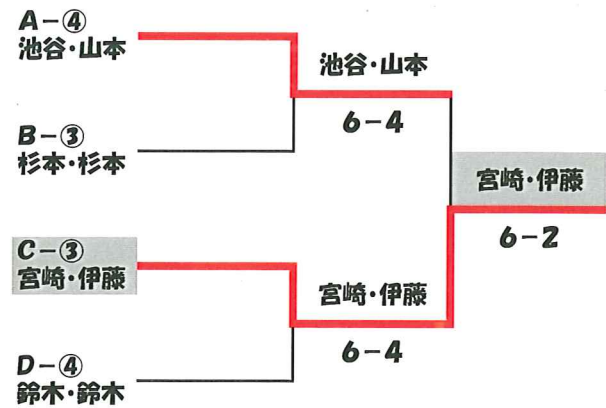 A-④
池谷・山本
池谷・山本
6-4
B-③
杉本・杉本
宮崎・伊藤
6-2
C-③
宮崎・伊藤
宮崎・伊藤
6-4
D-④
鈴木・鈴木